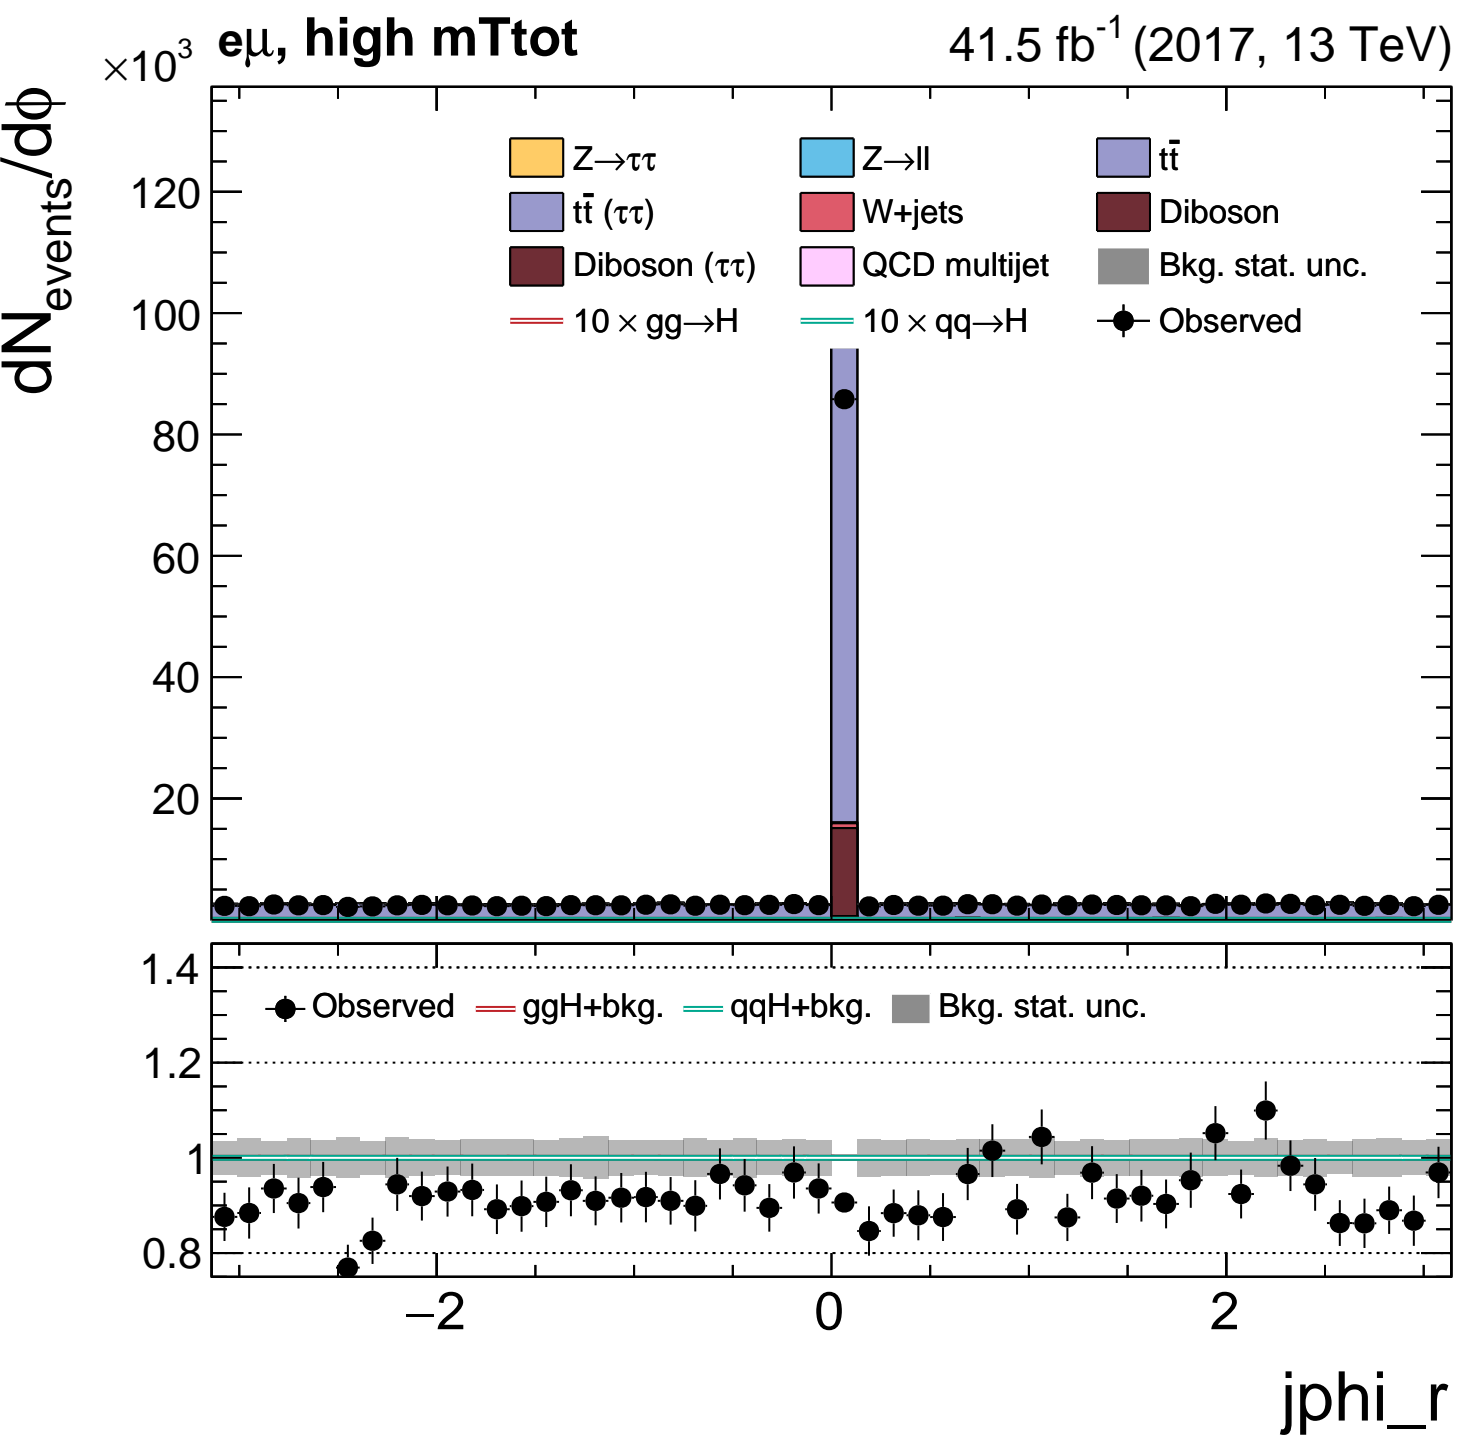 eμ, high mTtot 41.5 fb⁻¹ (2017, 13 TeV)
×10³
dN_events/dϕ
Z→ττ Z→ll tt̄
tt̄ (ττ) W+jets Diboson
Diboson (ττ) QCD multijet Bkg. stat. unc.
10 × gg→H 10 × qq→H Observed
120
100
80
60
40
20
1.4
Observed ggH+bkg. qqH+bkg. Bkg. stat. unc.
1.2
1
0.8
−2 0 2
jphi_r